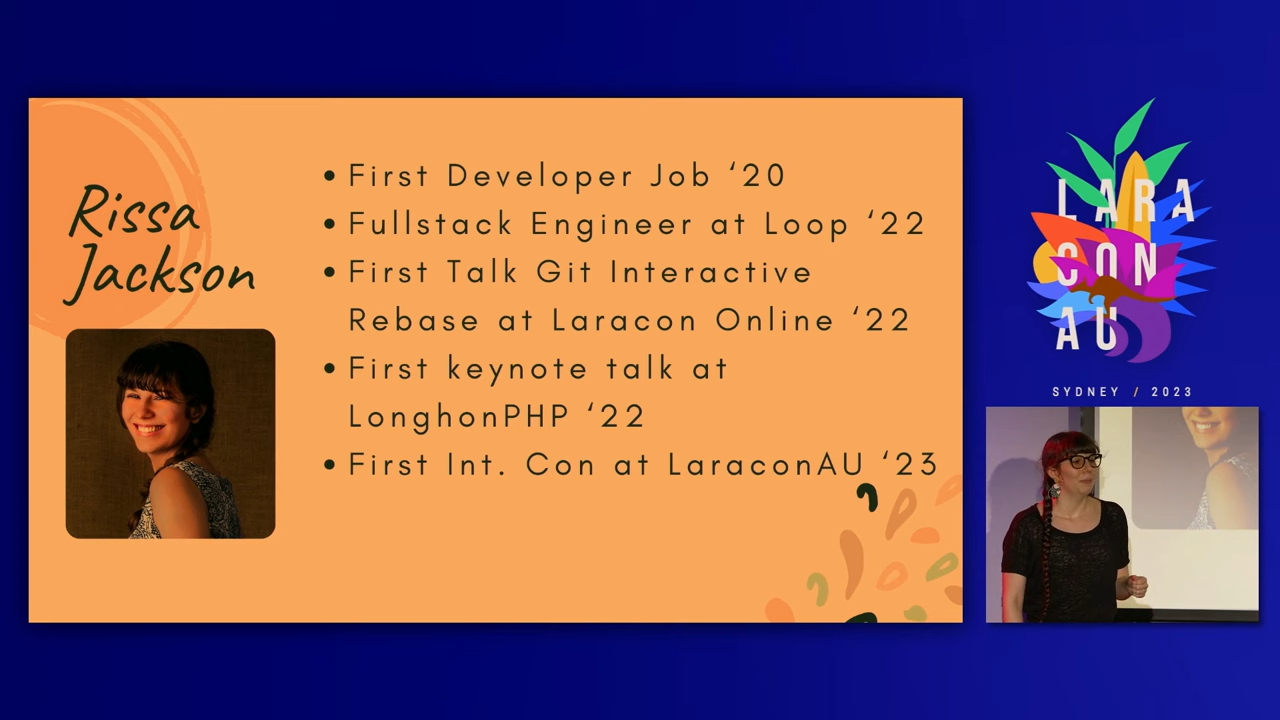 Rissa
Jackson
• First Developer Job ‘20
• Fullstack Engineer at Loop ‘22
• First Talk Git Interactive
Rebase at Laracon Online ‘22
• First keynote talk at
LonghonPHP ‘22
• First Int. Con at LaraconAU ‘23
LARA
CON
AU
SYDNEY / 2023